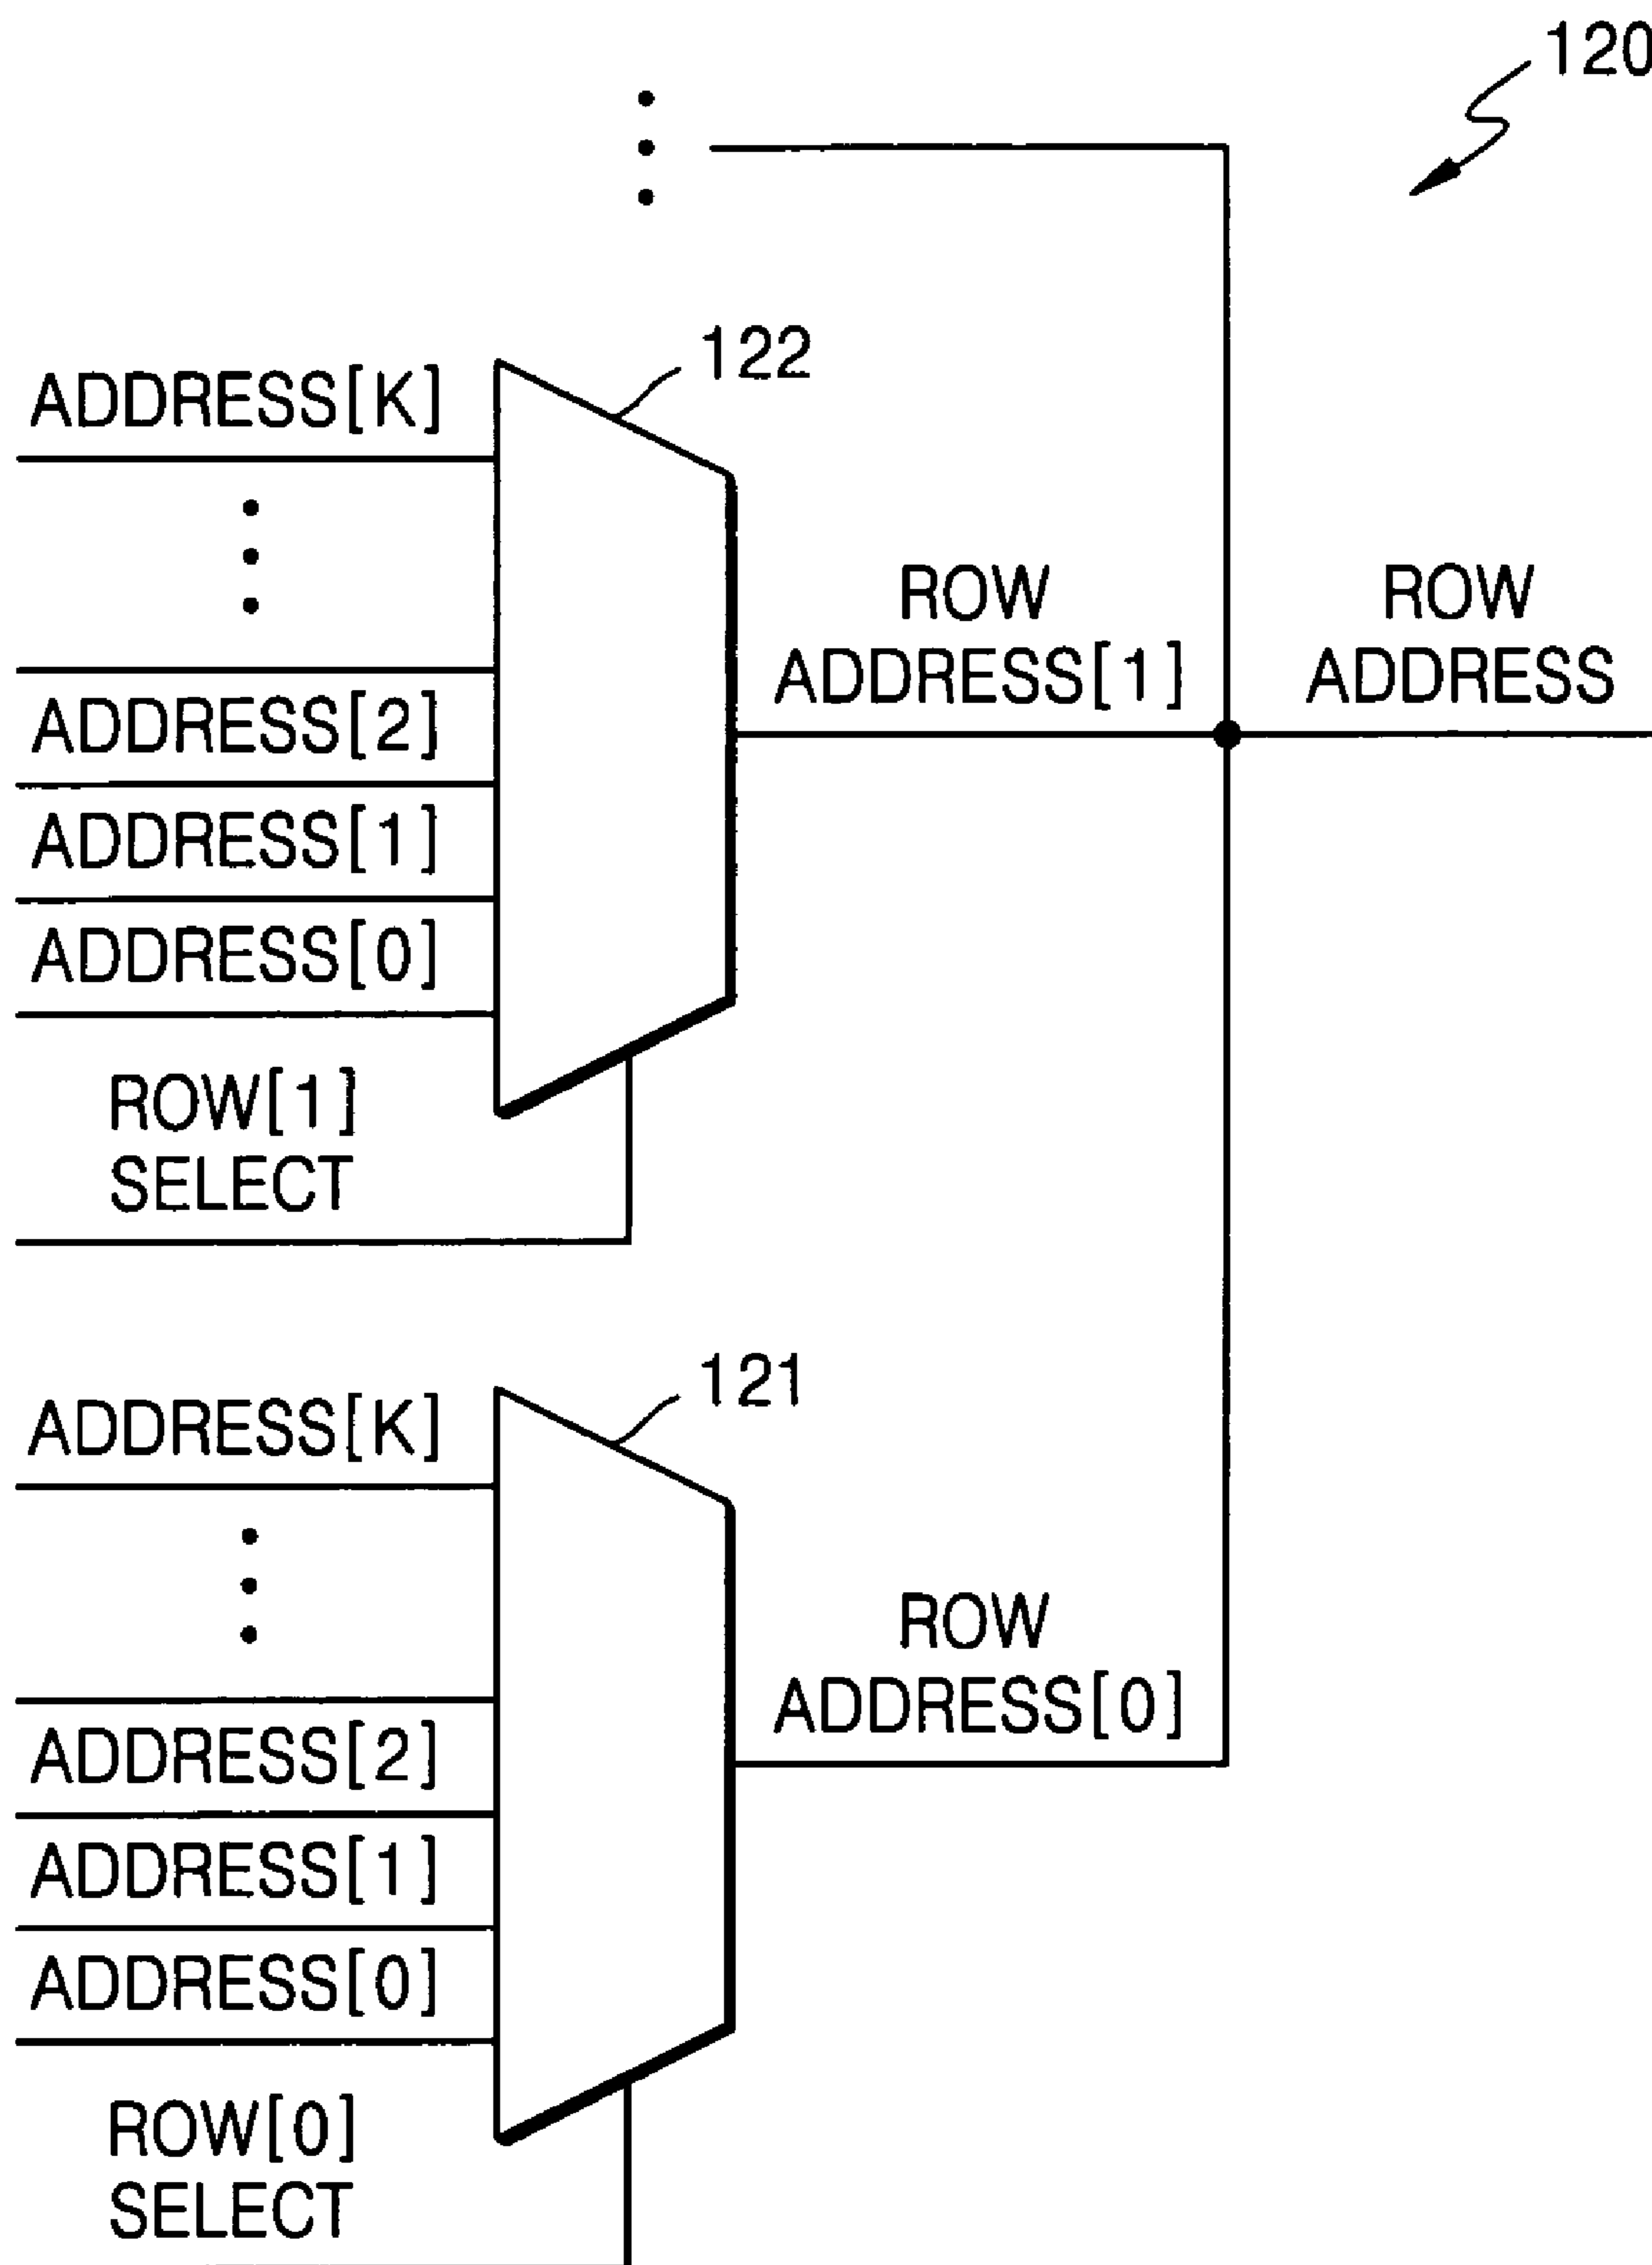 120
122
ADDRESS[K]
ROW
ADDRESS[1]
ROW
ADDRESS
ADDRESS[2]
ADDRESS[1]
ADDRESS[0]
ROW[1]
SELECT
121
ADDRESS[K]
ROW
ADDRESS[0]
ADDRESS[2]
ADDRESS[1]
ADDRESS[0]
ROW[0]
SELECT